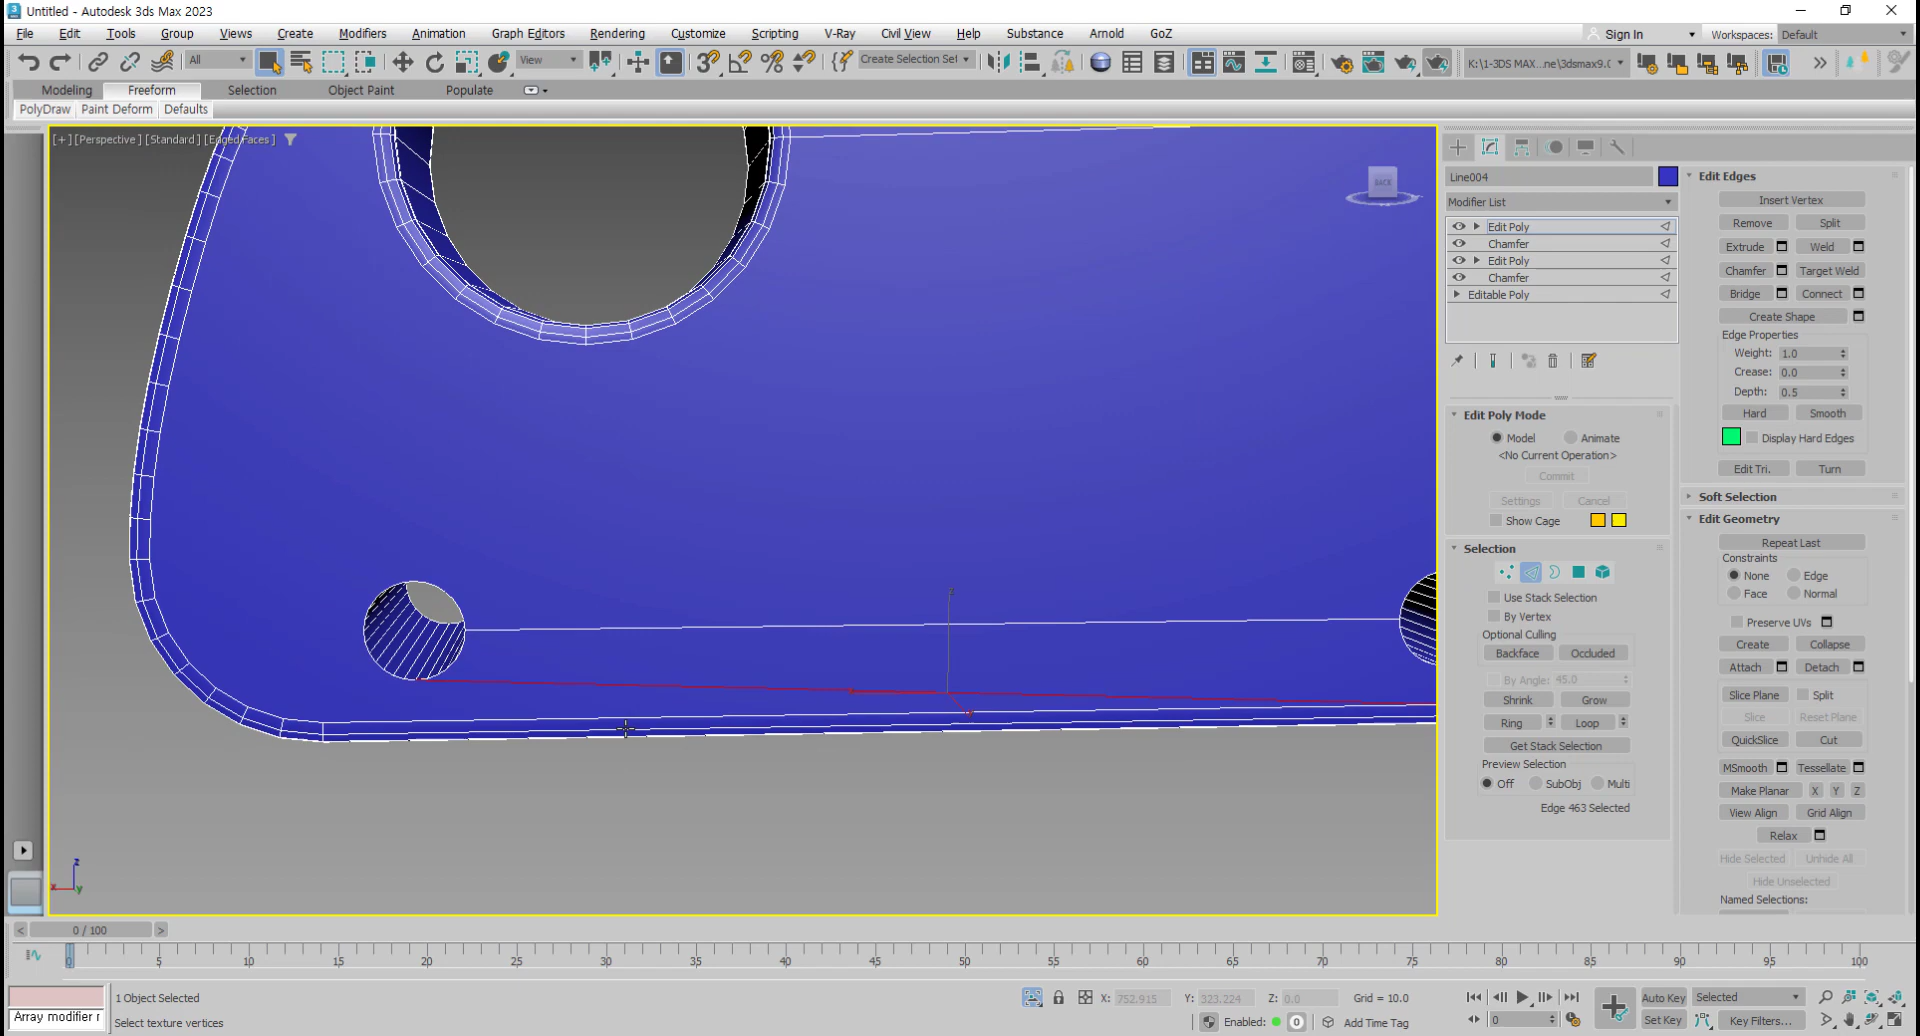 Untitled - Autodesk 3ds Max 2023
File Edit Tools Group Views Create Modifiers Animation Graph Editors Rendering Customize Scripting V-Ray Civil View Help Substance Arnold GoZ Sign In Workspaces: Default
All View Create Selection Set K:\1-3DS MAX...ne\3dsmax9.0
Modeling Freeform Selection Object Paint Populate
PolyDraw Paint Deform Defaults
[+] [Perspective] [Standard] [Edged Faces]
BACK
x y z
Line004
Modifier List
Edit Poly
Chamfer
Edit Poly
Chamfer
Editable Poly
Edit Poly Mode
Model Animate
<No Current Operation>
Commit
Settings Cancel
Show Cage
Selection
Use Stack Selection
By Vertex
Optional Culling
Backface Occluded
By Angle: 45.0
Shrink Grow
Ring Loop
Get Stack Selection
Preview Selection
Off SubObj Multi
Edge 463 Selected
Edit Edges
Insert Vertex
Remove Split
Extrude Weld
Chamfer Target Weld
Bridge Connect
Create Shape
Edge Properties
Weight: 1.0
Crease: 0.0
Depth: 0.5
Hard Smooth
Display Hard Edges
Edit Tri. Turn
Soft Selection
Edit Geometry
Repeat Last
Constraints
None Edge
Face Normal
Preserve UVs
Create Collapse
Attach Detach
Slice Plane Split
Slice Reset Plane
QuickSlice Cut
MSmooth Tessellate
Make Planar X Y Z
View Align Grid Align
Relax
Hide Selected Unhide All
Hide Unselected
Named Selections:
< 0 / 100 >
0 5 10 15 20 25 30 35 40 45 50 55 60 65 70 75 80 85 90 95 100
1 Object Selected X: 752.915 Y: 323.224 Z: 0.0 Grid = 10.0 Auto Key Selected
Array modifier r Select texture vertices Enabled: 0 Add Time Tag 0 Set Key Key Filters...